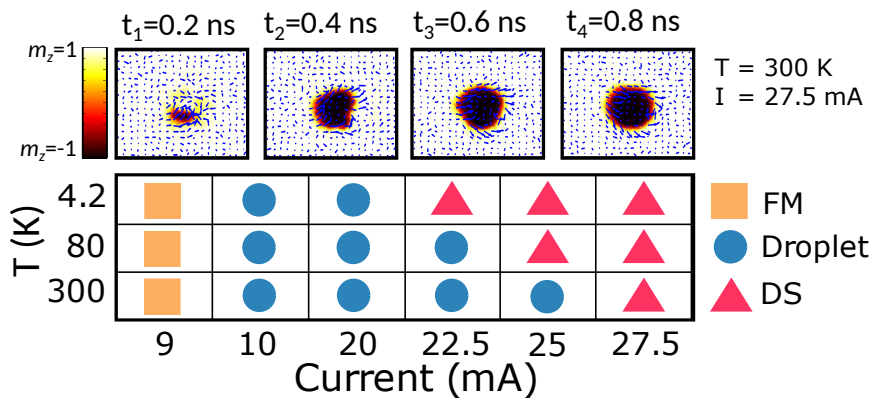 t₁=0.2 ns t₂=0.4 ns t₃=0.6 ns t₄=0.8 ns
m_z=1
T = 300 K
I = 27.5 mA
m_z=-1
T (K)
4.2
80
300
FM
Droplet
DS
9 10 20 22.5 25 27.5
Current (mA)